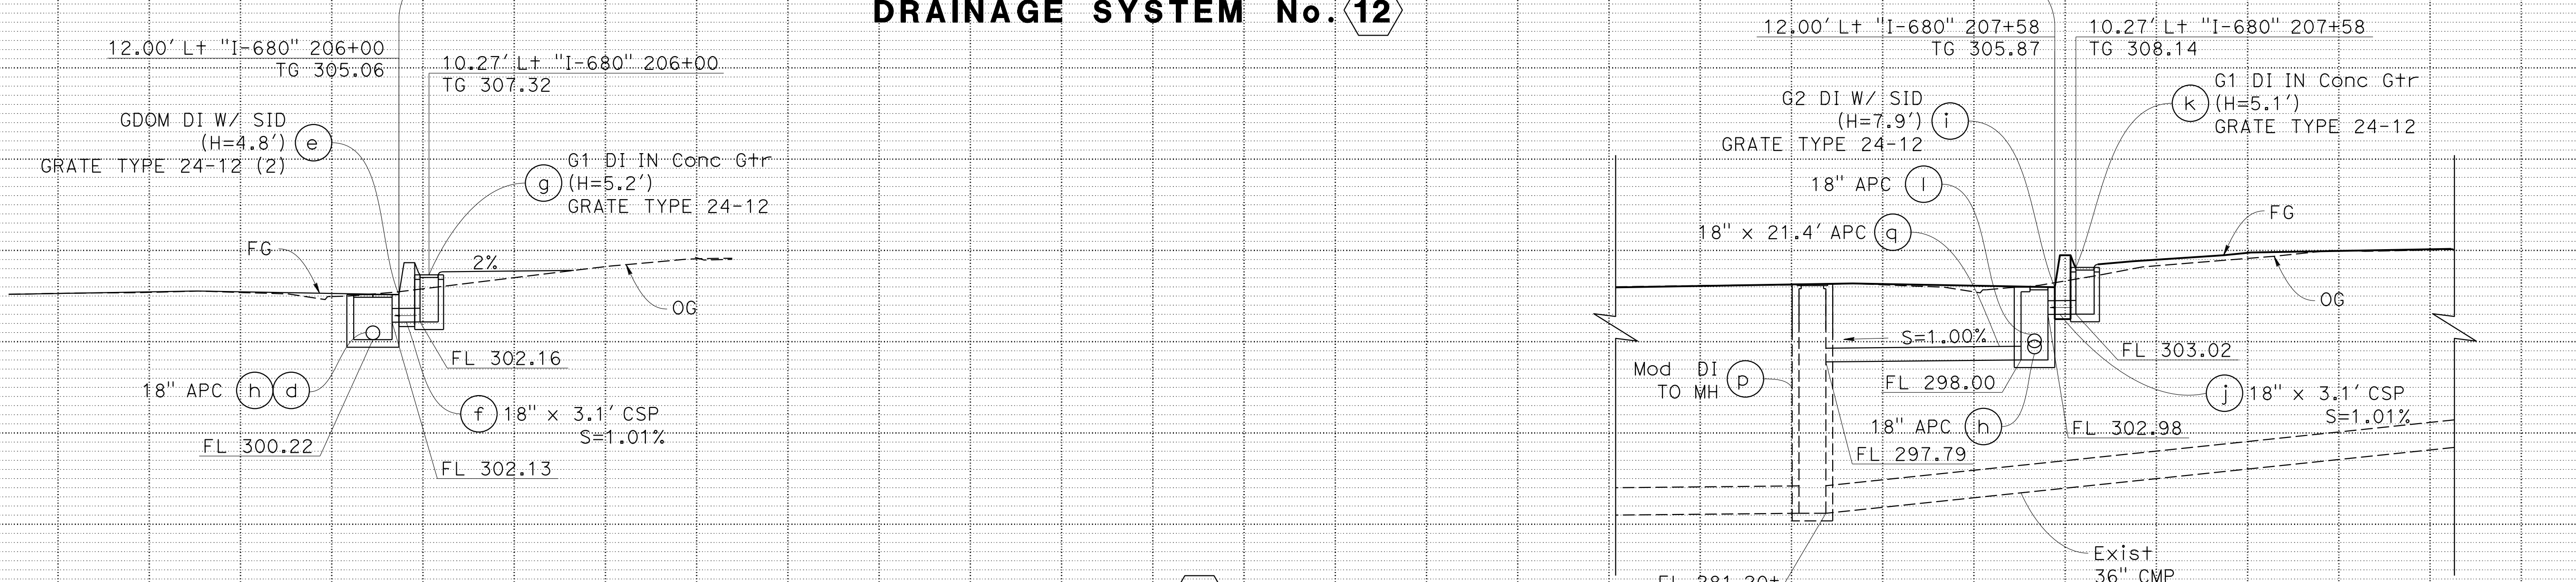 DRAINAGE SYSTEM No. 12
12.00' Lt "I-680" 206+00
TG 305.06
10.27' Lt "I-680" 206+00
TG 307.32
GDOM DI W/ SID
(H=4.8')
GRATE TYPE 24-12 (2)
e
g
G1 DI IN Conc Gtr
(H=5.2')
GRATE TYPE 24-12
FG
2%
OG
FL 302.16
18" APC h d
f 18" x 3.1' CSP
S=1.01%
FL 300.22
FL 302.13
12.00' Lt "I-680" 207+58
TG 305.87
10.27' Lt "I-680" 207+58
TG 308.14
G2 DI W/ SID
(H=7.9')
GRATE TYPE 24-12
i
k
G1 DI IN Conc Gtr
(H=5.1')
GRATE TYPE 24-12
18" APC l
18" x 21.4' APC q
FG
OG
S=1.00%
FL 303.02
Mod DI
TO MH
p
FL 298.00
j 18" x 3.1' CSP
S=1.01%
18" APC h
FL 302.98
FL 297.79
Exist
36" CMP